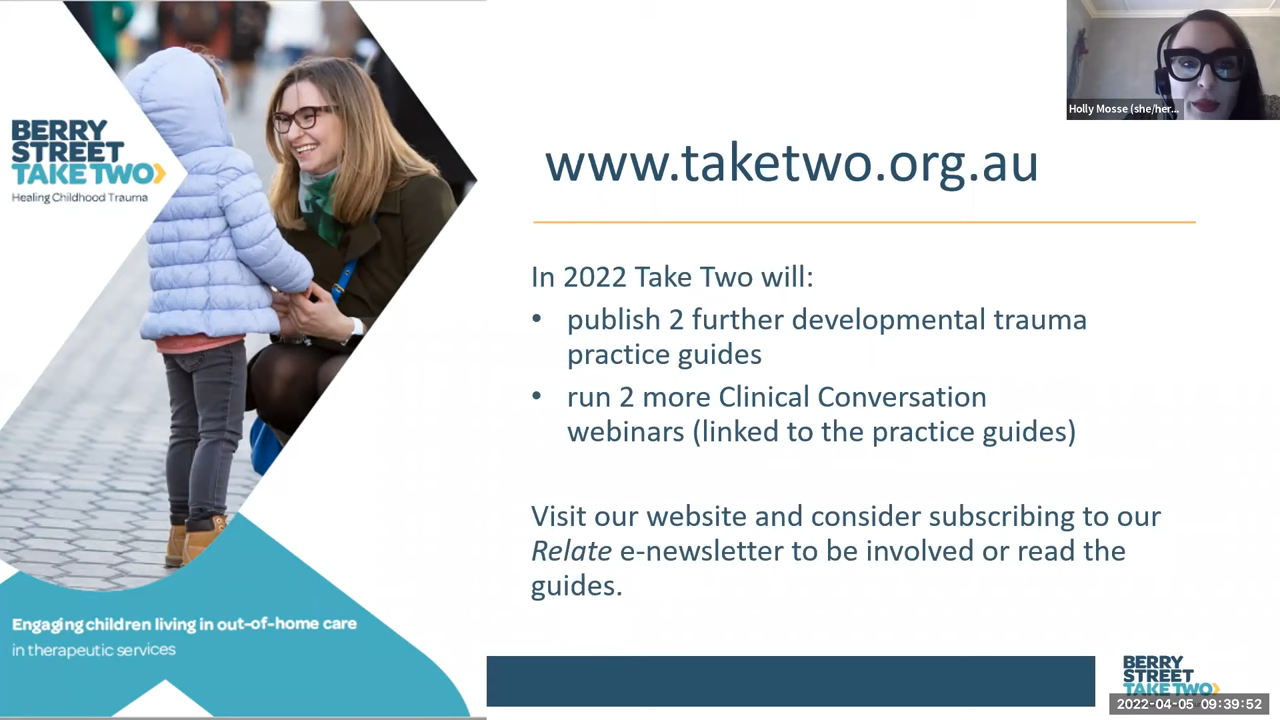 BERRY
STREET
TAKE TWO
Healing Childhood Trauma
Engaging children living in out-of-home care
in therapeutic services
www.taketwo.org.au
In 2022 Take Two will:
• publish 2 further developmental trauma
practice guides
• run 2 more Clinical Conversation
webinars (linked to the practice guides)
Visit our website and consider subscribing to our
Relate e-newsletter to be involved or read the
guides.
Holly Mosse (she/her...
BERRY
STREET
TAKE TWO
2022-04-05 09:39:52